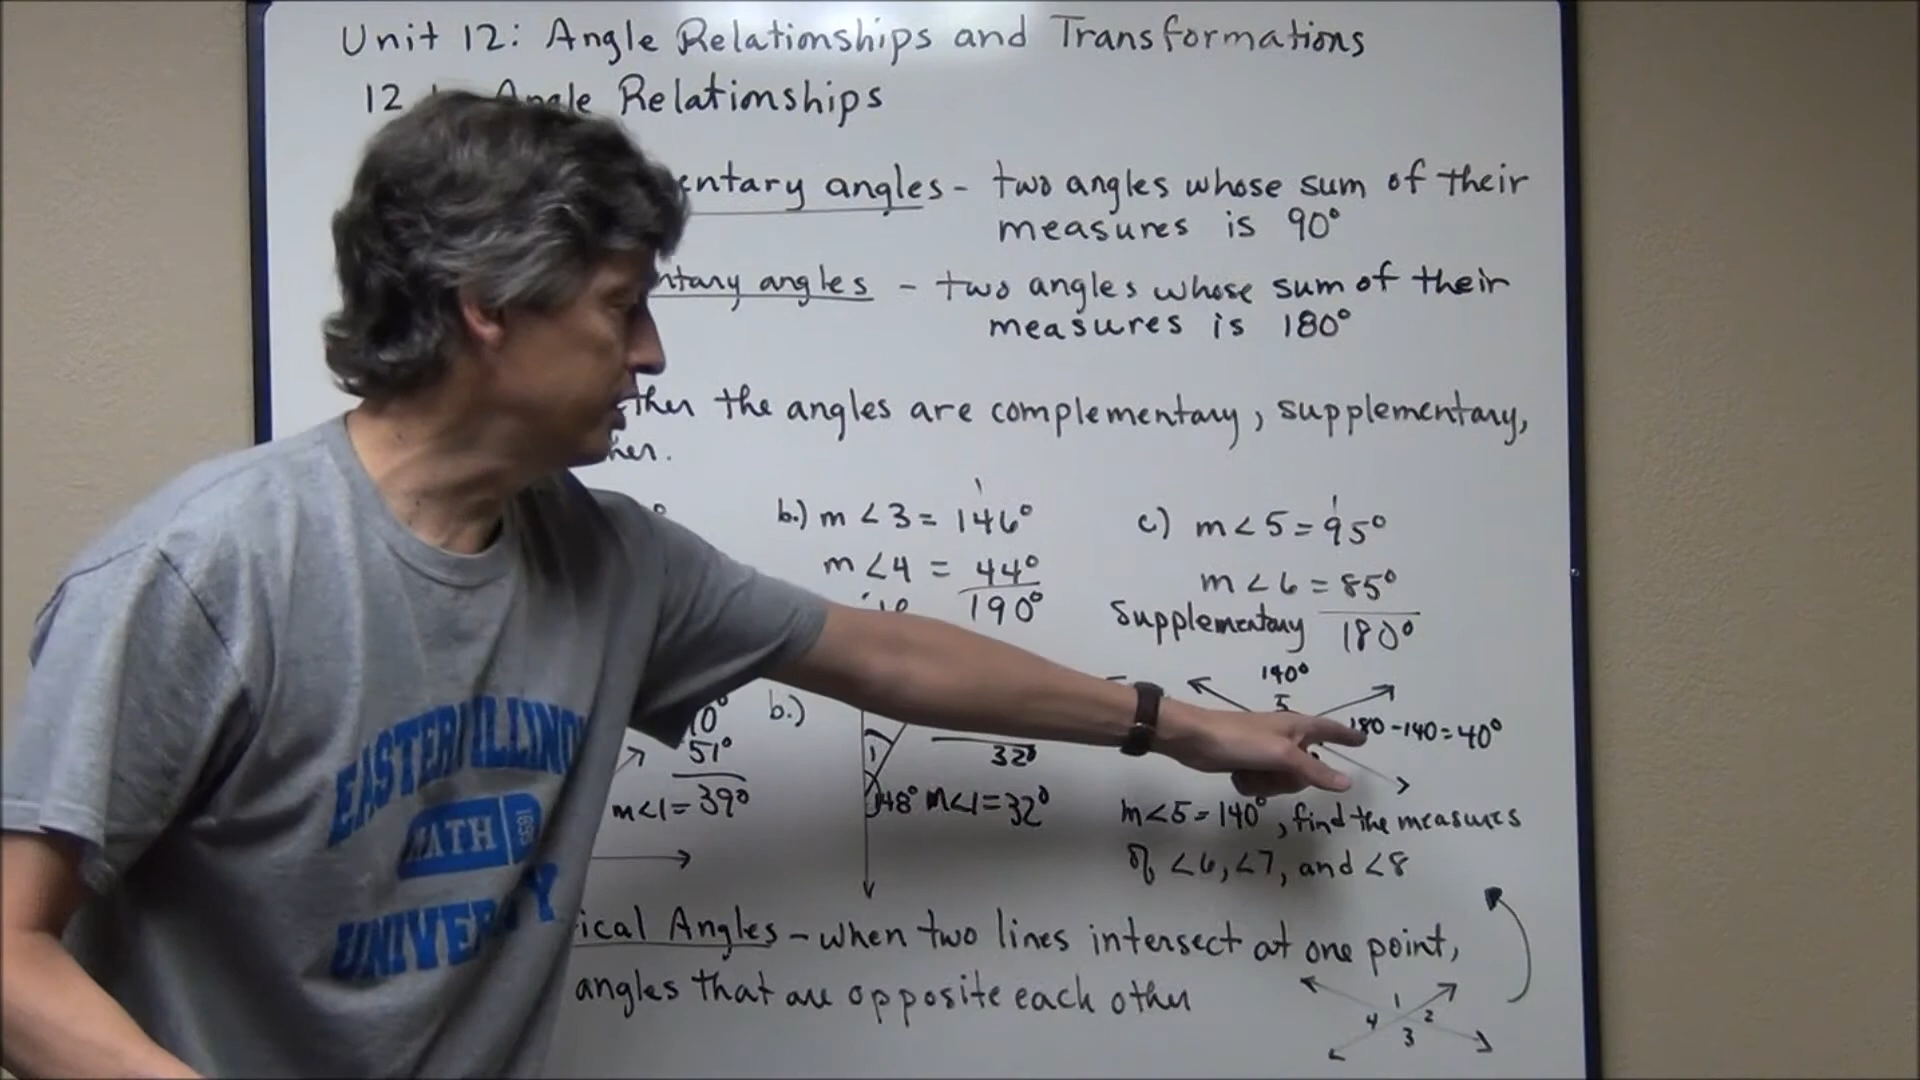 Unit 12: Angle Relationships and Transformations
12 Angle Relationships
entary angles - two angles whose sum of their
measures is 90°
ntary angles - two angles whose sum of their
measures is 180°
ther the angles are complementary, supplementary,
her.
b.) m<3 = 146°
m<4 = 44°
190°
c) m<5 = 95°
m<6 = 85°
Supplementary 180°
51°
m<1 = 39°
b.)
1
148°
32°
m<1 = 32°
140°
5
180-140=40°
m<5 = 140°, find the measures
of <6, <7, and <8
ical Angles - when two lines intersect at one point,
angles that are opposite each other
1
4 2
3
EASTERN ILLINOI
MATH 1895
UNIVERSITY